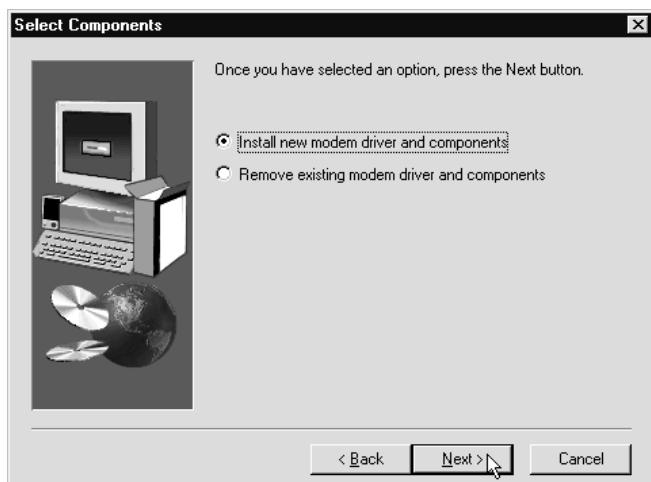 Select Components
Once you have selected an option, press the Next button.
Install new modem driver and components
Remove existing modem driver and components
< Back
Next >
Cancel